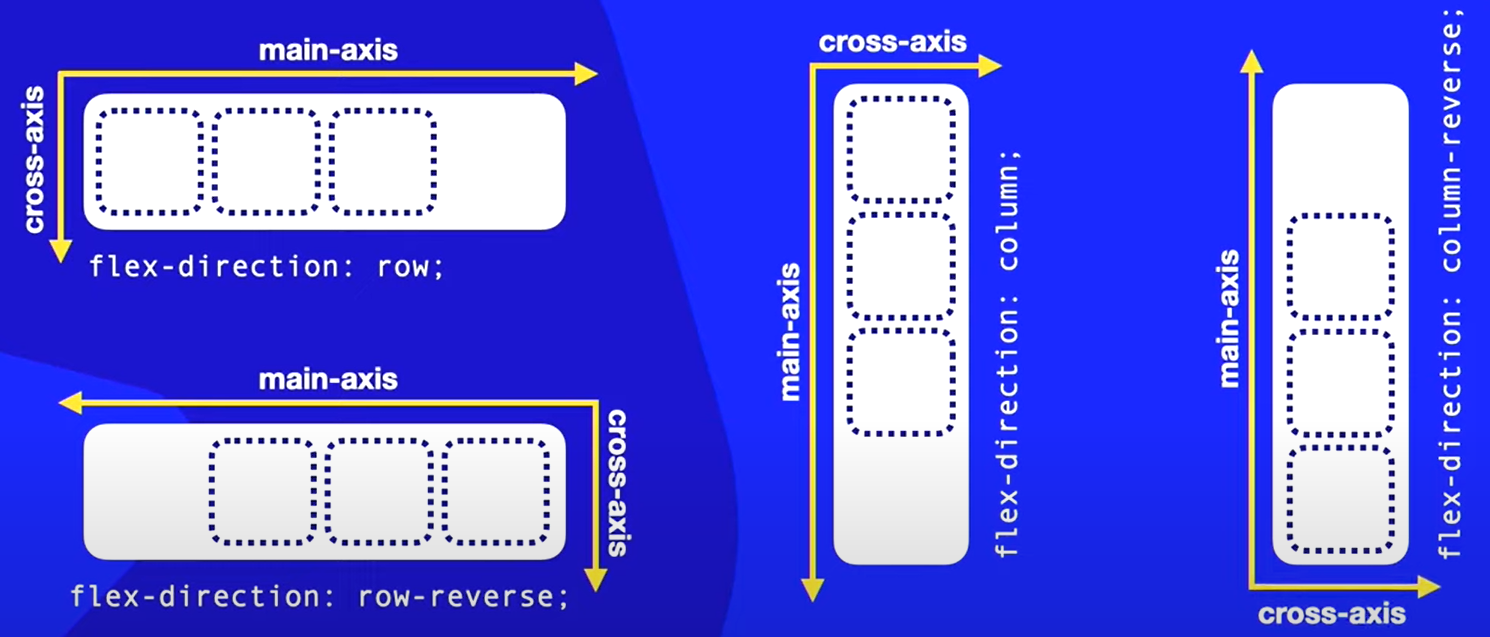 main-axis
cross-axis
flex-direction: row;
main-axis
cross-axis
flex-direction: row-reverse;
cross-axis
main-axis
flex-direction: column;
main-axis
cross-axis
flex-direction: column-reverse;